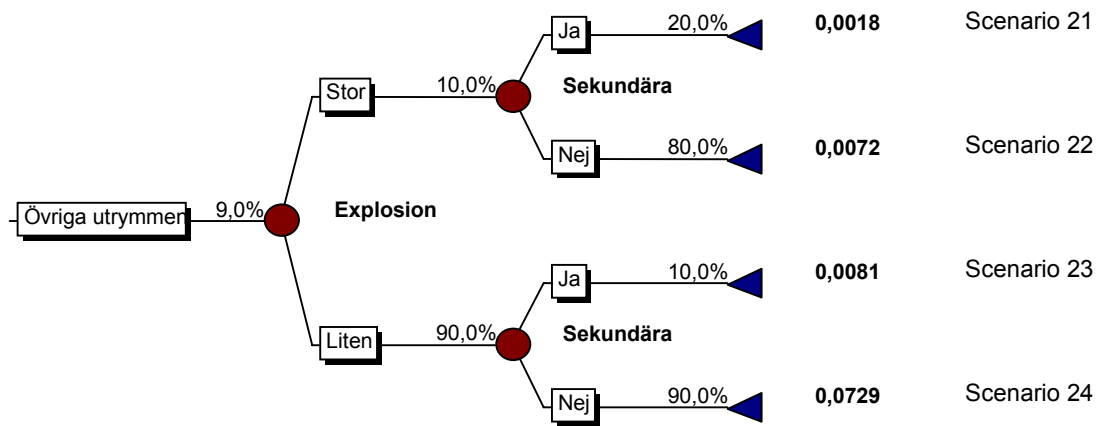 Ja 20,0% 0,0018 Scenario 21
Stor 10,0% Sekundära
Nej 80,0% 0,0072 Scenario 22
Övriga utrymmen 9,0% Explosion
Ja 10,0% 0,0081 Scenario 23
Liten 90,0% Sekundära
Nej 90,0% 0,0729 Scenario 24